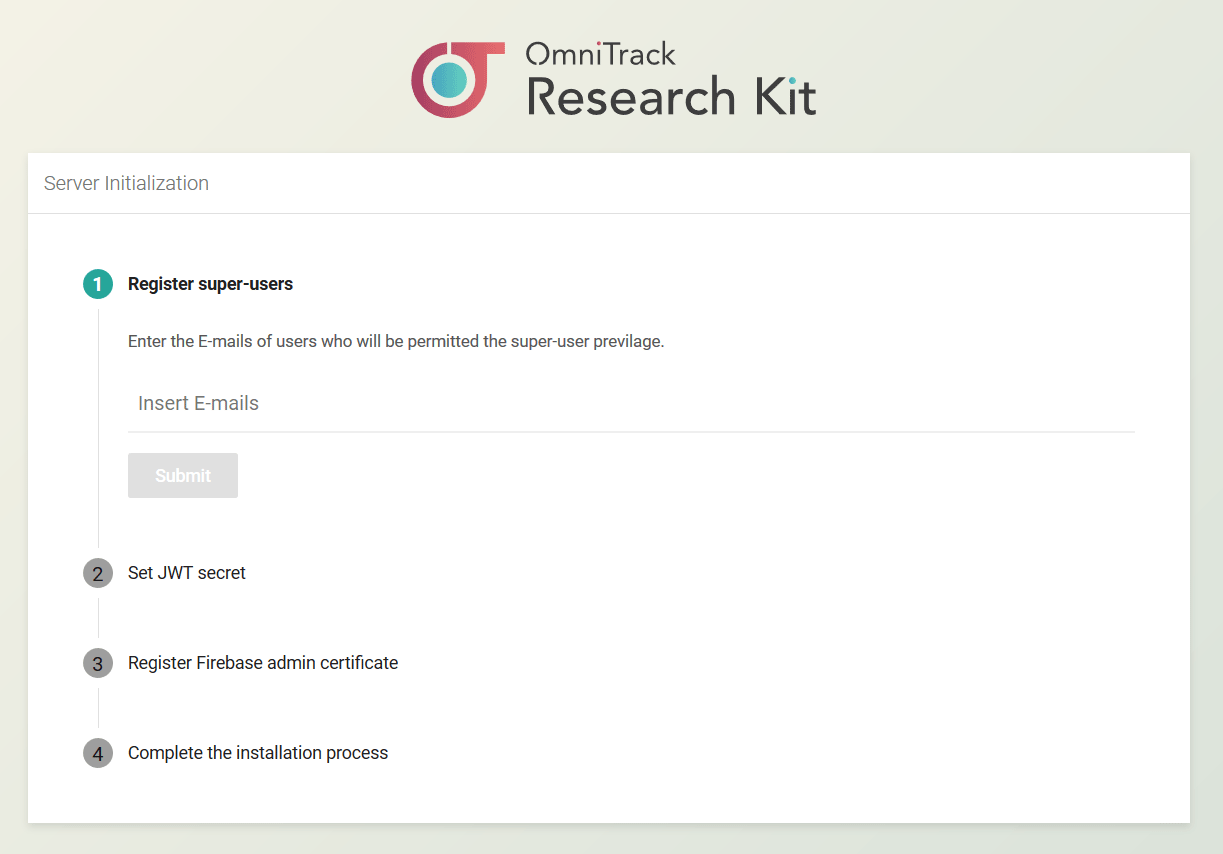 OmniTrack
Research Kit
Server Initialization
1 Register super-users
Enter the E-mails of users who will be permitted the super-user previlage.
Insert E-mails
Submit
2 Set JWT secret
3 Register Firebase admin certificate
4 Complete the installation process